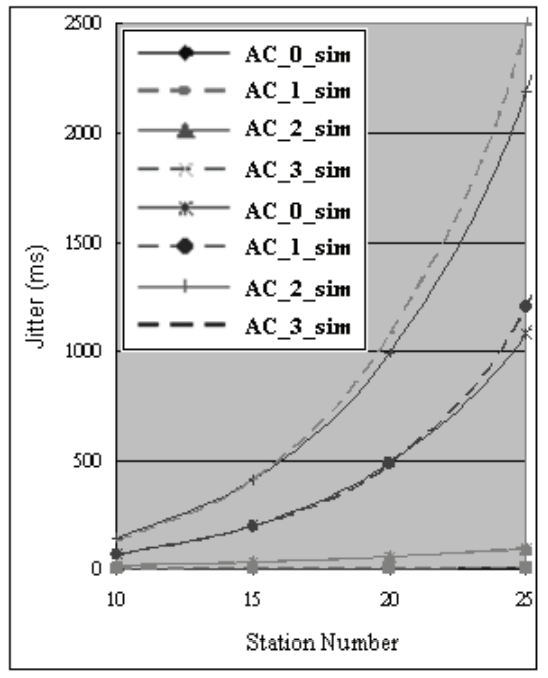 2500
2000
1500
1000
500
0
Jitter (ms)
AC_0_sim
AC_1_sim
AC_2_sim
AC_3_sim
AC_0_sim
AC_1_sim
AC_2_sim
AC_3_sim
10 15 20 25
Station Number